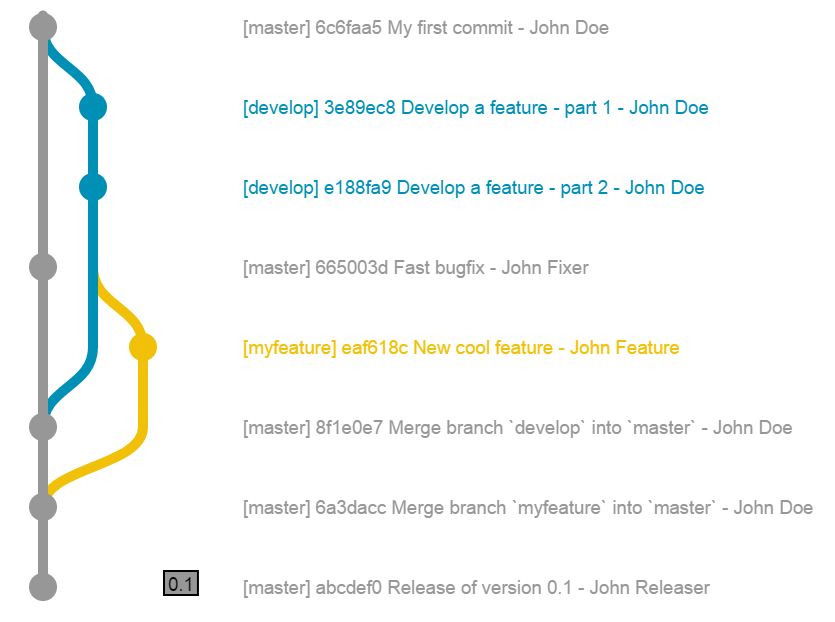 [master] 6c6faa5 My first commit - John Doe
[develop] 3e89ec8 Develop a feature - part 1 - John Doe
[develop] e188fa9 Develop a feature - part 2 - John Doe
[master] 665003d Fast bugfix - John Fixer
[myfeature] eaf618c New cool feature - John Feature
[master] 8f1e0e7 Merge branch `develop` into `master` - John Doe
[master] 6a3dacc Merge branch `myfeature` into `master` - John Doe
0.1 [master] abcdef0 Release of version 0.1 - John Releaser